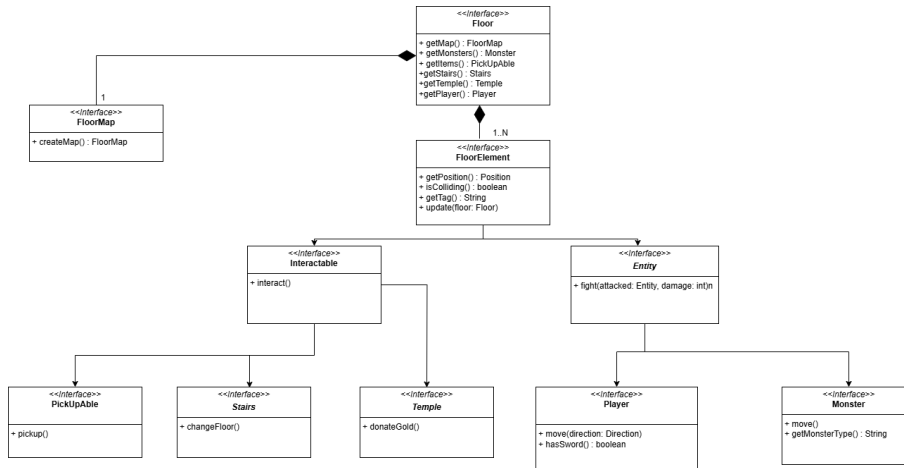 <<Interface>>
Floor
+ getMap() : FloorMap
+ getMonsters() : Monster
+ getItems() : PickUpAble
+getStairs() : Stairs
+getTemple() : Temple
+getPlayer() : Player
1
<<Interface>>
FloorMap
+ createMap() : FloorMap
1..N
<<Interface>>
FloorElement
+ getPosition() : Position
+ isColliding() : boolean
+ getTag() : String
+ update(floor: Floor)
<<Interface>>
Interactable
+ interact()
<<Interface>>
Entity
+ fight(attacked: Entity, damage: int)n
<<Interface>>
PickUpAble
+ pickup()
<<Interface>>
Stairs
+ changeFloor()
<<Interface>>
Temple
+ donateGold()
<<Interface>>
Player
+ move(direction: Direction)
+ hasSword() : boolean
<<Interface>>
Monster
+ move()
+ getMonsterType() : String